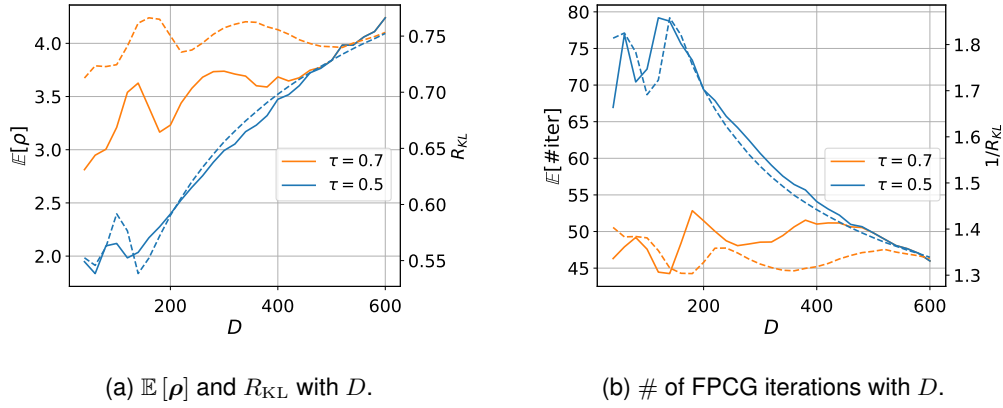 4.0
3.5
3.0
2.5
2.0
𝔼[ρ]
0.75
0.70
0.65
0.60
0.55
R_KL
τ = 0.7
τ = 0.5
200 400 600
D
80
75
70
65
60
55
50
45
𝔼[#iter]
1.8
1.7
1.6
1.5
1.4
1.3
1/R_KL
τ = 0.7
τ = 0.5
200 400 600
D
(a) 𝔼 [ρ] and R_KL with D.
(b) # of FPCG iterations with D.